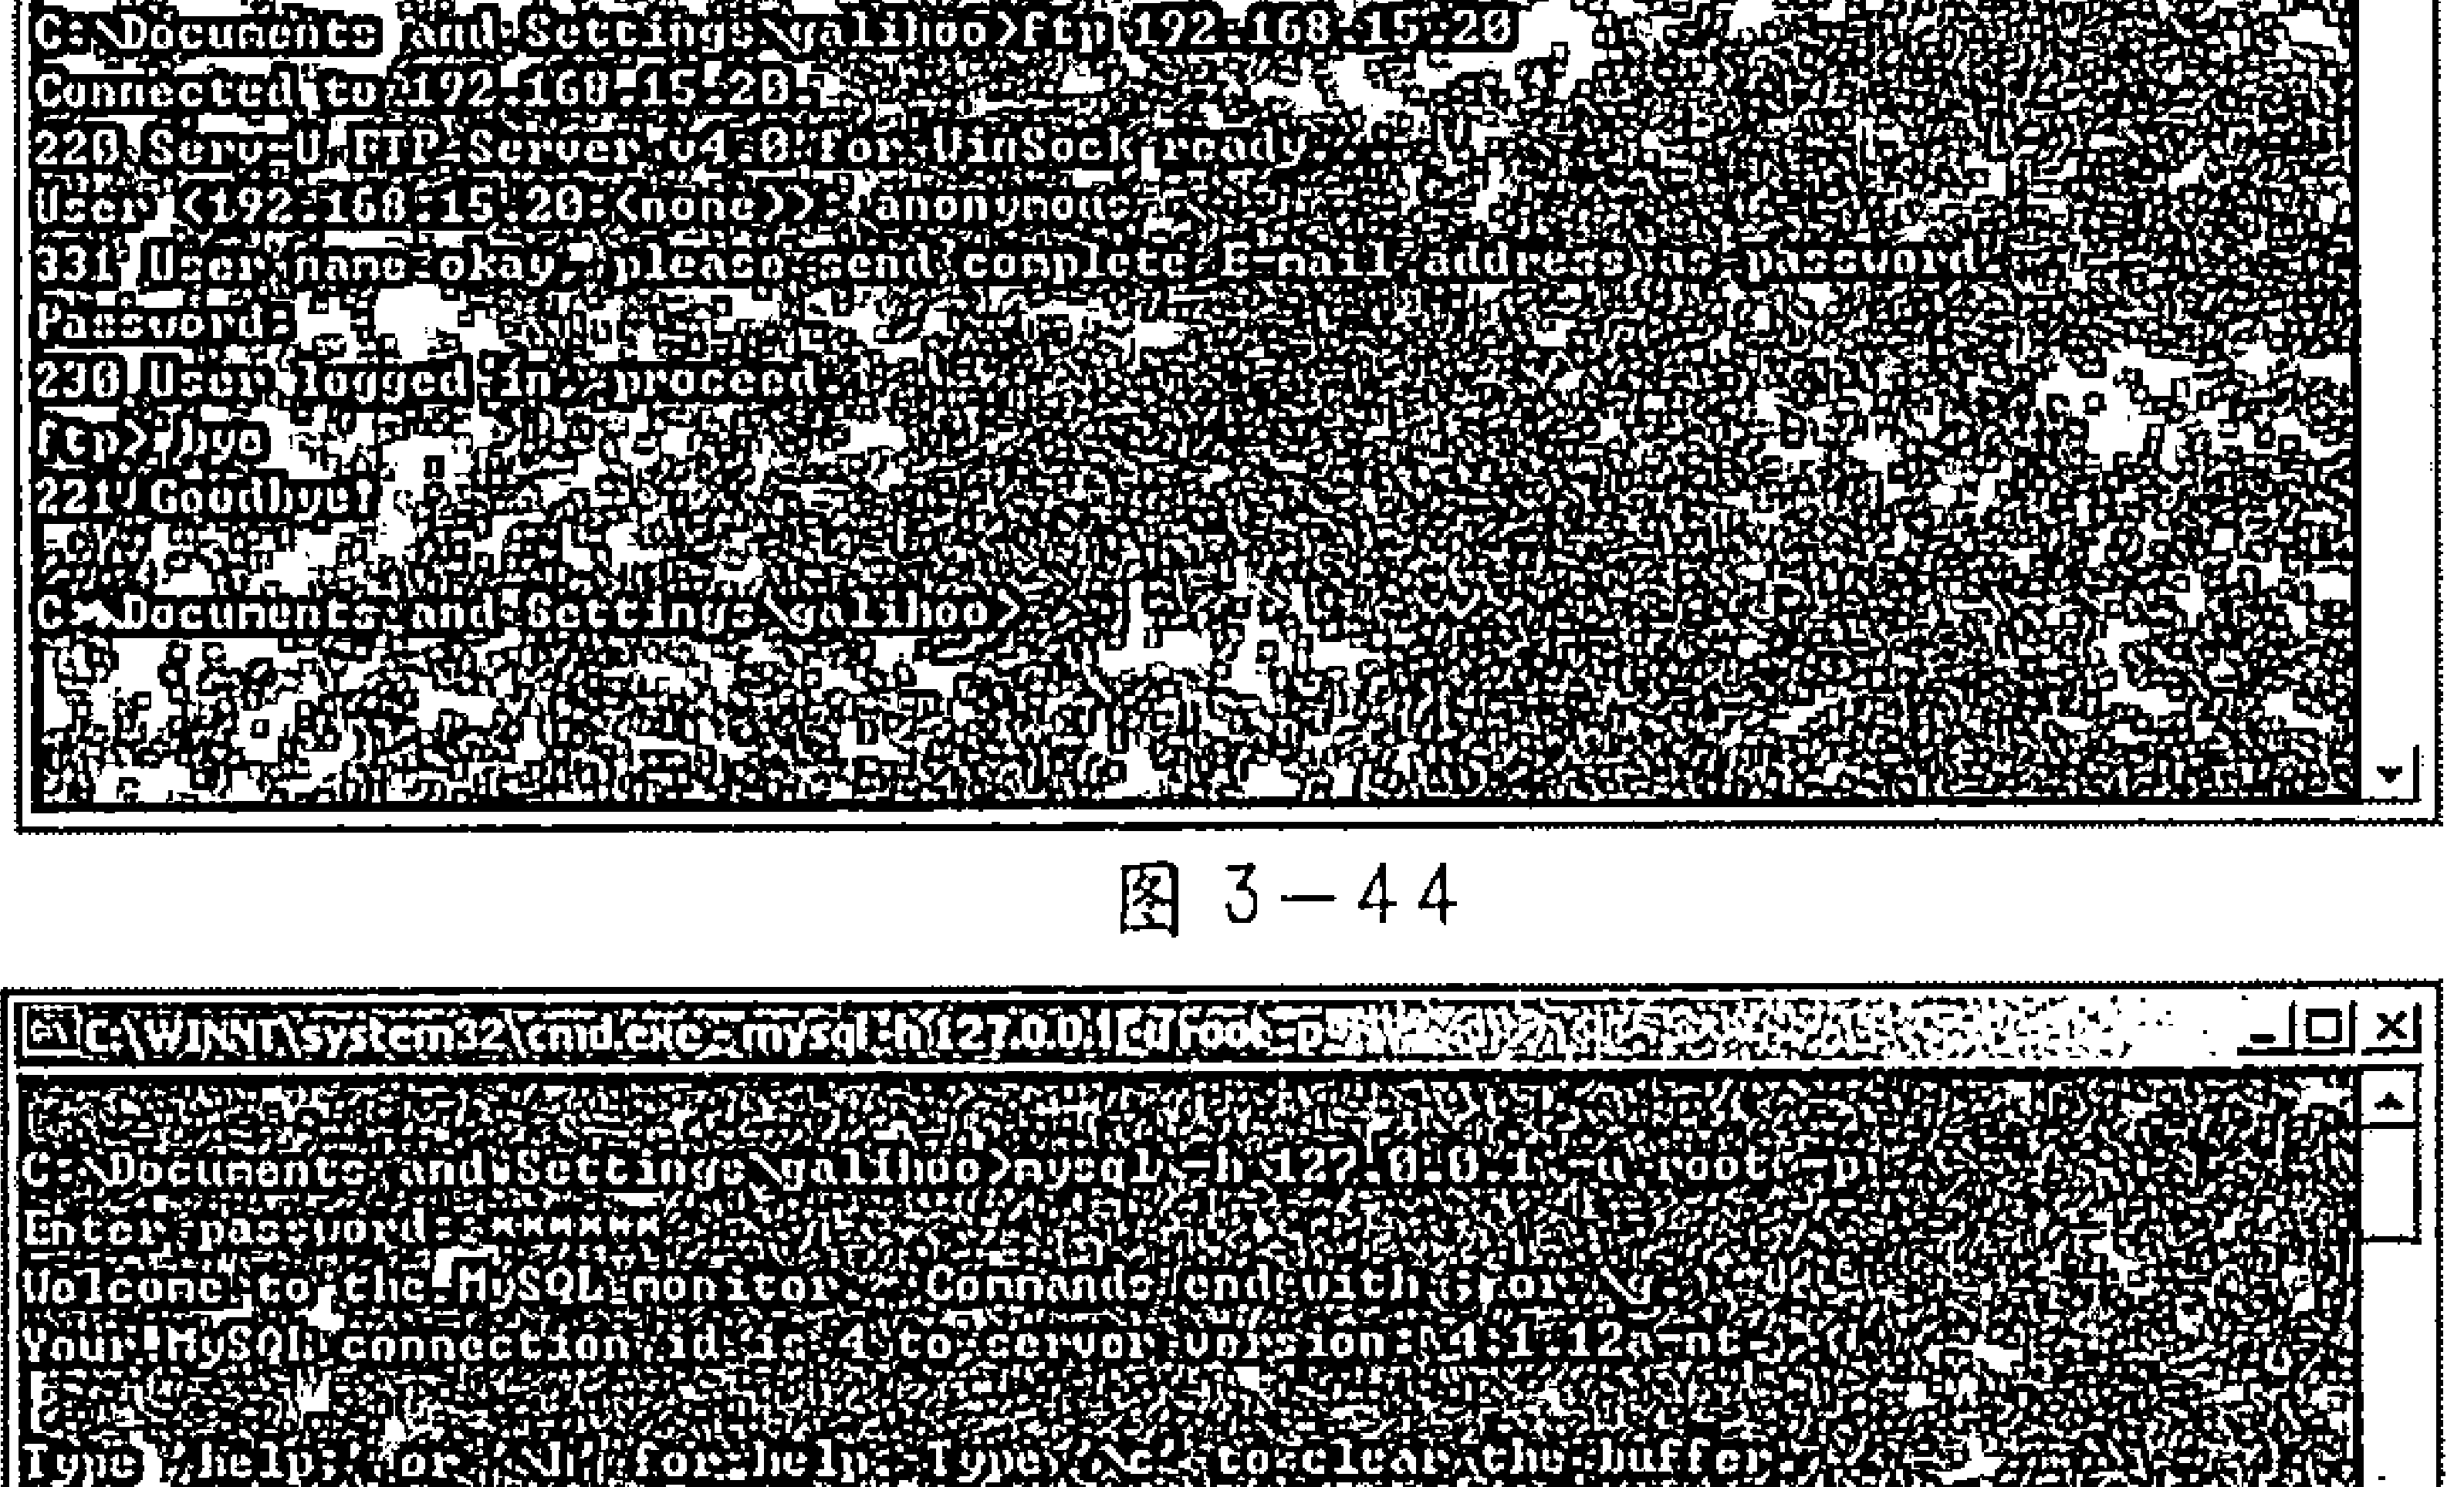 C:\Documents and Settings\galihoo>ftp 192.168.15.20
Connected to 192.168.15.20.
220 Serv-U FTP Server v4.0 for WinSock ready...
User (192.168.15.20:(none)): anonymous
331 User name okay, please send complete E-mail address as password.
Password:
230 User logged in, proceed.
ftp> bye
221 Goodbye!
C:\Documents and Settings\galihoo>
图 3-44
C:\WINNT\system32\cmd.exe - mysql -h 127.0.0.1 -u root -p
C:\Documents and Settings\galihoo>mysql -h 127.0.0.1 -u root -p
Enter password: ******
Welcome to the MySQL monitor. Commands end with ; or \g.
Your MySQL connection id is 4 to server version: 4.1.12a-nt
Type 'help;' or '\h' for help. Type '\c' to clear the buffer.